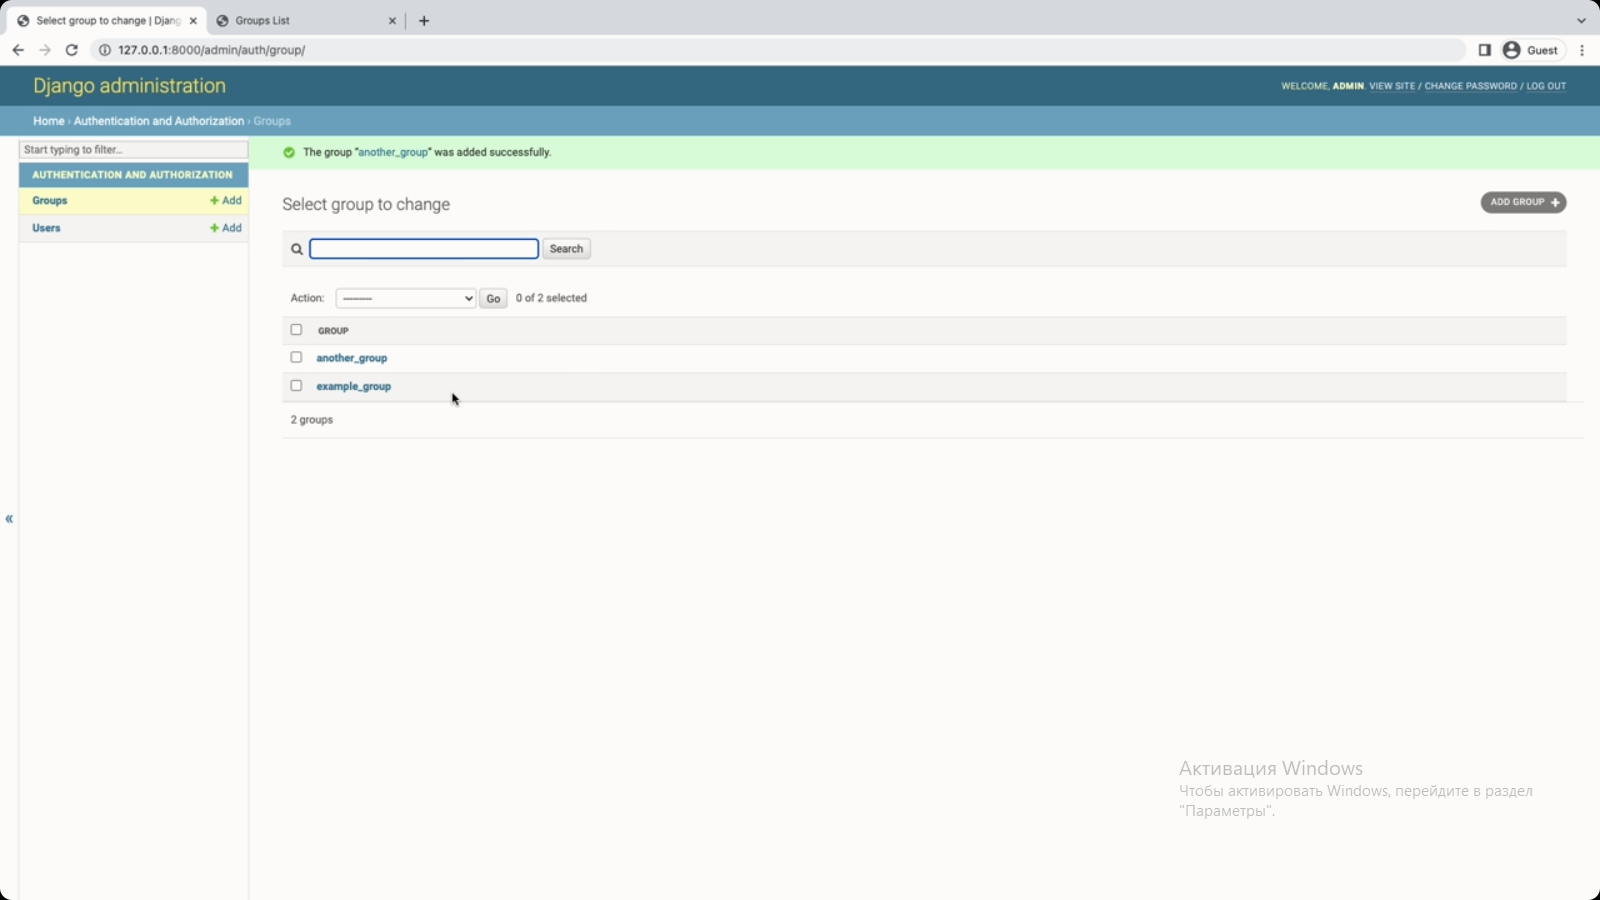 Select group to change | Djang
Groups List
127.0.0.1:8000/admin/auth/group/
Guest
Django administration
WELCOME, ADMIN. VIEW SITE / CHANGE PASSWORD / LOG OUT
Home › Authentication and Authorization › Groups
Start typing to filter...
The group “another_group” was added successfully.
AUTHENTICATION AND AUTHORIZATION
Groups
+ Add
Users
+ Add
Select group to change
ADD GROUP +
Search
Action:
---------
Go
0 of 2 selected
GROUP
another_group
example_group
2 groups
«
Активация Windows
Чтобы активировать Windows, перейдите в раздел
"Параметры".